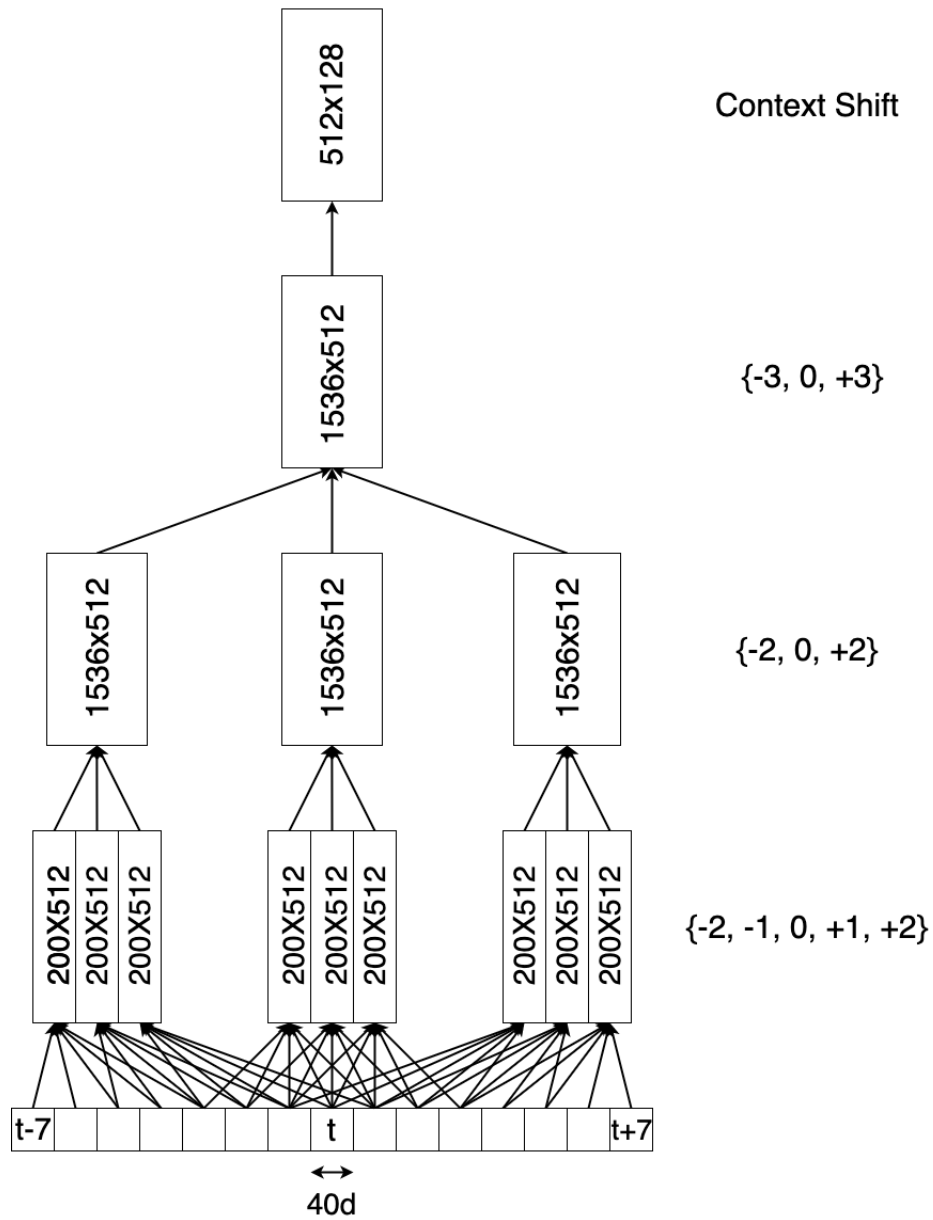 512x128
Context Shift
1536x512
{-3, 0, +3}
1536x512
1536x512
1536x512
{-2, 0, +2}
200X512
200X512
200X512
200X512
200X512
200X512
200X512
200X512
200X512
{-2, -1, 0, +1, +2}
t-7
t
t+7
40d